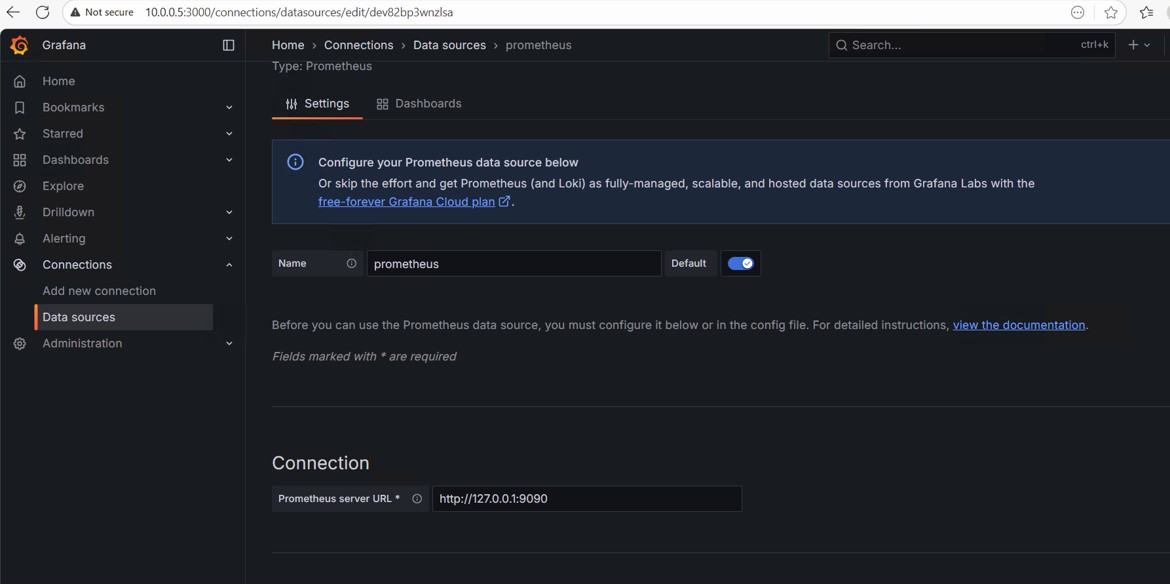 Not secure 10.0.0.5:3000/connections/datasources/edit/dev82bp3wnzlsa
Grafana
Home › Connections › Data sources › prometheus
Search... ctrl+k
Type: Prometheus
Home
Bookmarks
Starred
Dashboards
Explore
Drilldown
Alerting
Connections
Add new connection
Data sources
Administration
Settings Dashboards
Configure your Prometheus data source below
Or skip the effort and get Prometheus (and Loki) as fully-managed, scalable, and hosted data sources from Grafana Labs with the
free-forever Grafana Cloud plan.
Name prometheus Default
Before you can use the Prometheus data source, you must configure it below or in the config file. For detailed instructions, view the documentation.
Fields marked with * are required
Connection
Prometheus server URL * http://127.0.0.1:9090